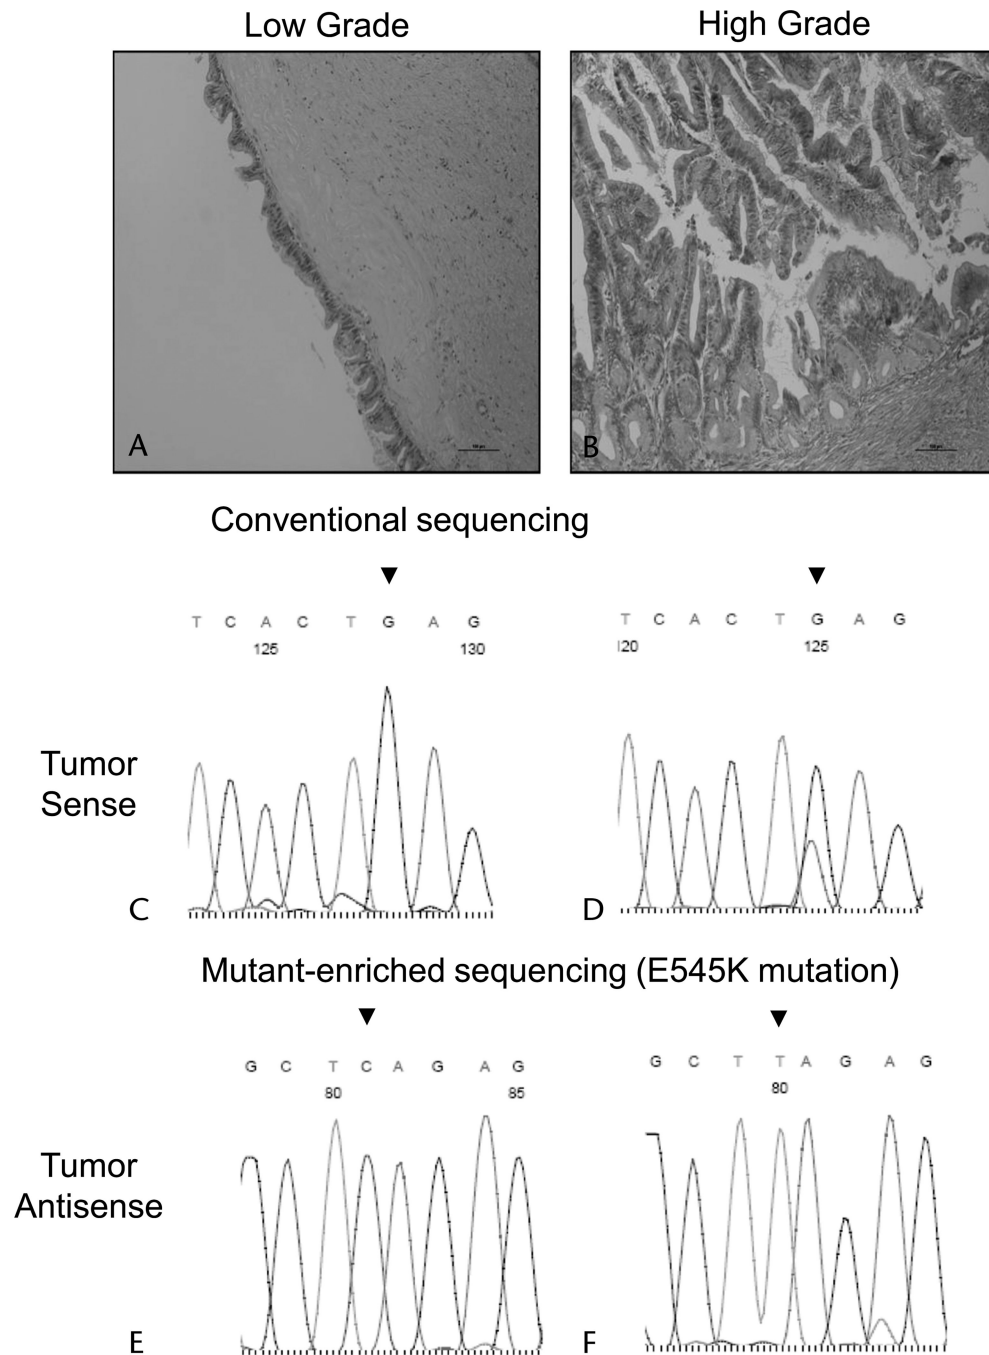 Low Grade
High Grade
A
B
Conventional sequencing
T C A C T G A G
125 130
T C A C T G A G
120 125
Tumor
Sense
C
D
Mutant-enriched sequencing (E545K mutation)
G C T C A G A G
80 85
G C T T A G A G
80
Tumor
Antisense
E
F